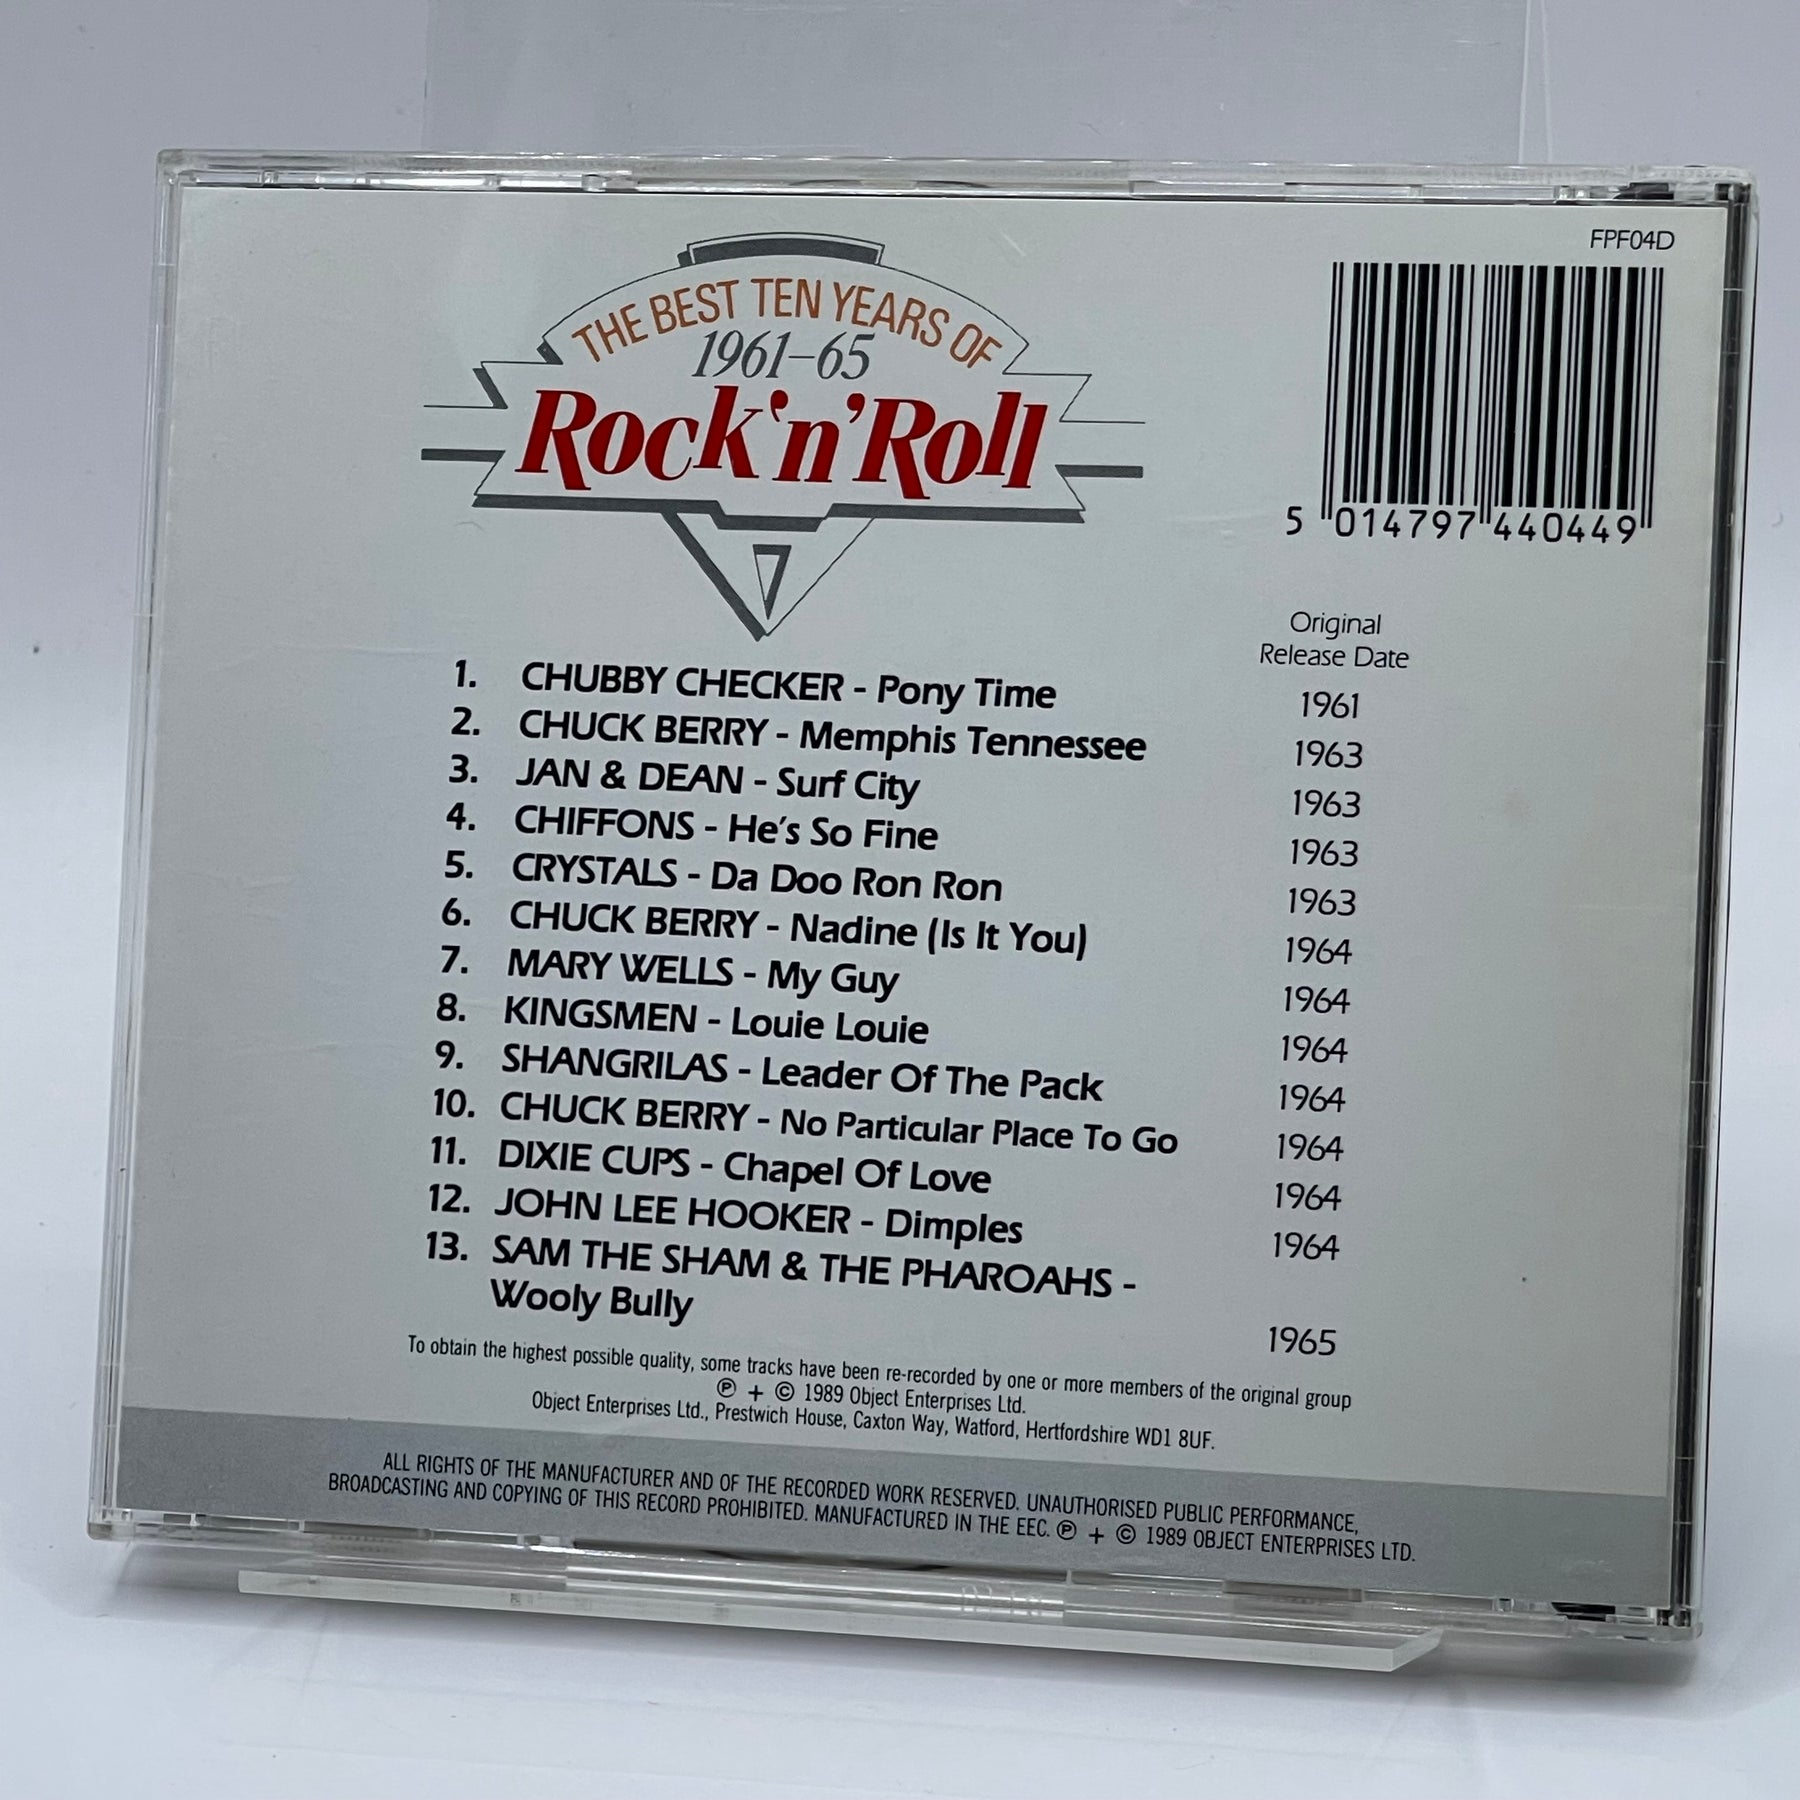 FPF04D
THE BEST TEN YEARS OF
1961-65
Rock'n'Roll
5 014797 440449
Original
Release Date
1. CHUBBY CHECKER - Pony Time 1961
2. CHUCK BERRY - Memphis Tennessee 1963
3. JAN & DEAN - Surf City 1963
4. CHIFFONS - He's So Fine 1963
5. CRYSTALS - Da Doo Ron Ron 1963
6. CHUCK BERRY - Nadine (Is It You) 1964
7. MARY WELLS - My Guy 1964
8. KINGSMEN - Louie Louie 1964
9. SHANGRILAS - Leader Of The Pack 1964
10. CHUCK BERRY - No Particular Place To Go 1964
11. DIXIE CUPS - Chapel Of Love 1964
12. JOHN LEE HOOKER - Dimples 1964
13. SAM THE SHAM & THE PHAROAHS -
Wooly Bully 1965
To obtain the highest possible quality, some tracks have been re-recorded by one or more members of the original group
℗ + © 1989 Object Enterprises Ltd.
Object Enterprises Ltd., Prestwich House, Caxton Way, Watford, Hertfordshire WD1 8UF.
ALL RIGHTS OF THE MANUFACTURER AND OF THE RECORDED WORK RESERVED. UNAUTHORISED PUBLIC PERFORMANCE,
BROADCASTING AND COPYING OF THIS RECORD PROHIBITED. MANUFACTURED IN THE EEC. ℗ + © 1989 OBJECT ENTERPRISES LTD.